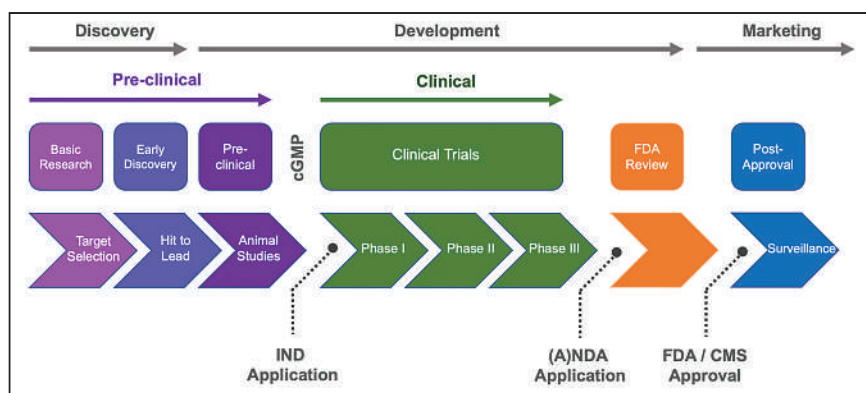 Discovery
Development
Marketing
Pre-clinical
Clinical
Basic
Research
Early
Discovery
Pre-
clinical
cGMP
Clinical Trials
FDA
Review
Post-
Approval
Target
Selection
Hit to
Lead
Animal
Studies
Phase I
Phase II
Phase III
Surveillance
IND
Application
(A)NDA
Application
FDA / CMS
Approval